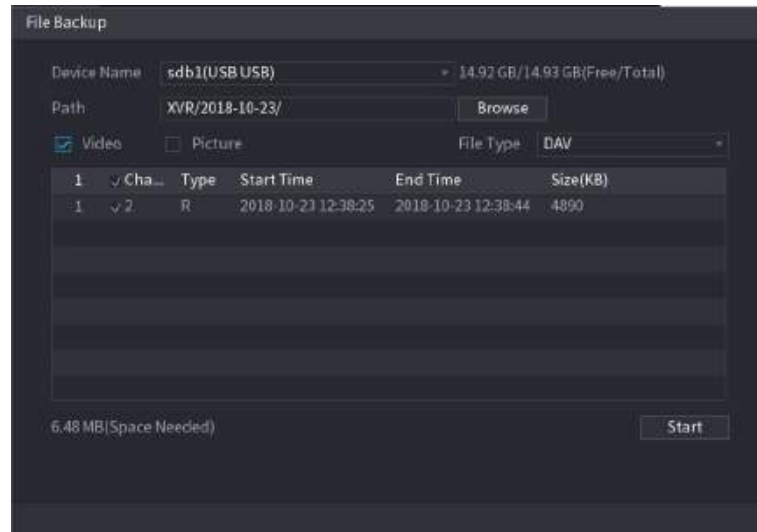 File Backup
Device Name sdb1(USB USB) 14.92 GB/14.93 GB(Free/Total)
Path XVR/2018-10-23/ Browse
Video Picture File Type DAV
1 Cha... Type Start Time End Time Size(KB)
1 2 R 2018-10-23 12:38:25 2018-10-23 12:38:44 4890
6.48 MB(Space Needed) Start